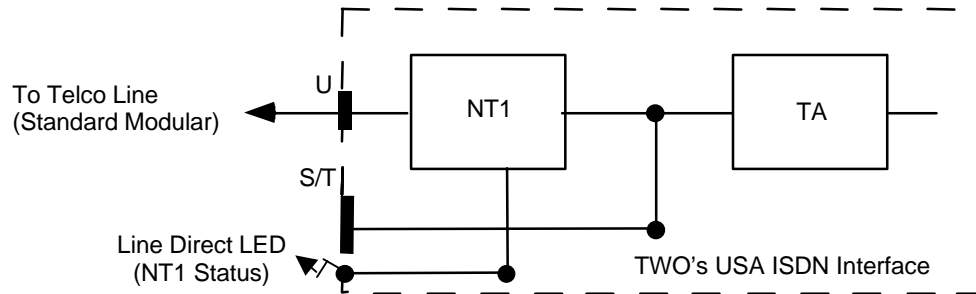 U
To Telco Line
(Standard Modular)
NT1
TA
S/T
Line Direct LED
(NT1 Status)
TWO's USA ISDN Interface